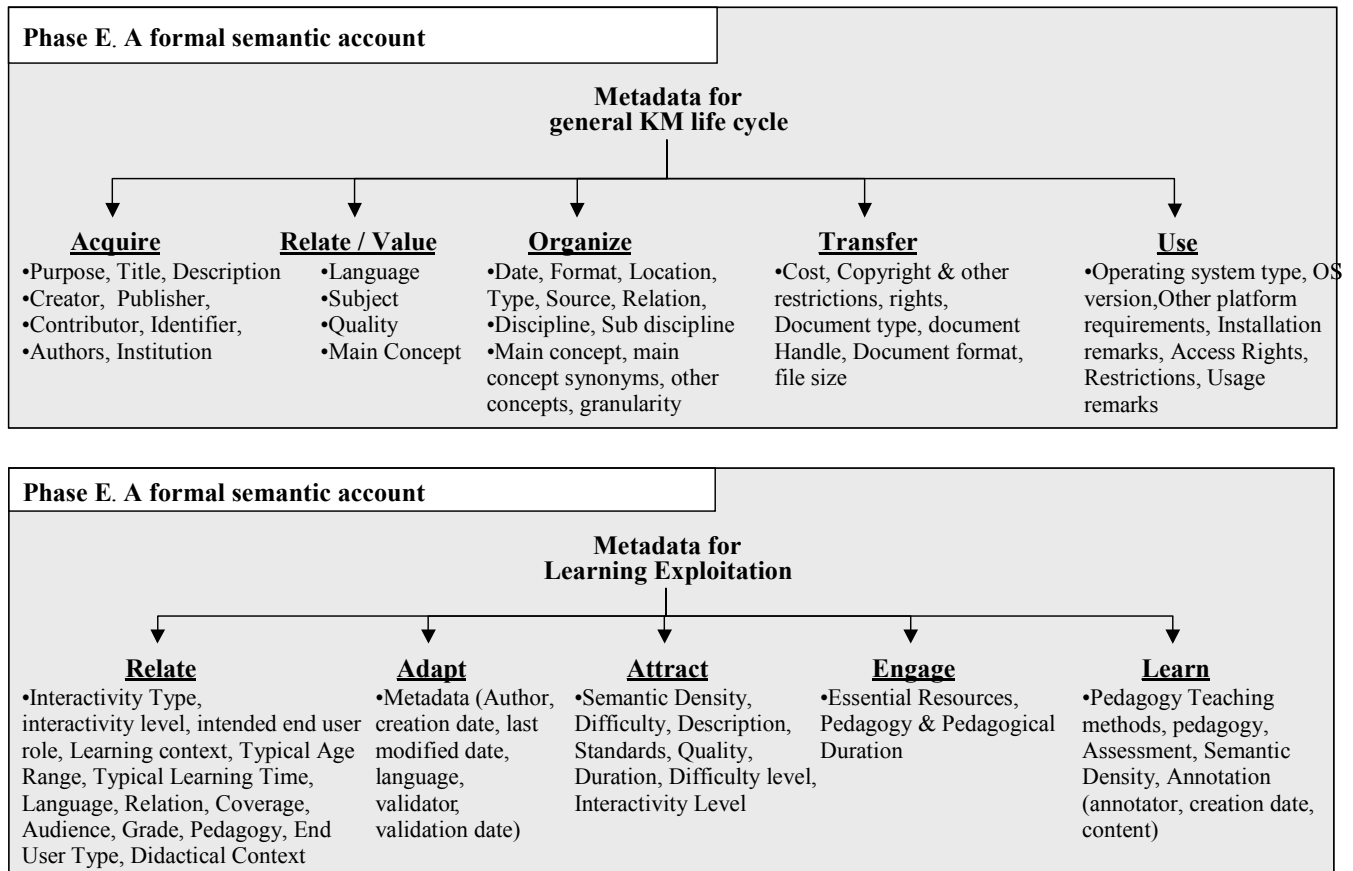 Phase E. A formal semantic account
Metadata for
general KM life cycle
Acquire
•Purpose, Title, Description
•Creator, Publisher,
•Contributor, Identifier,
•Authors, Institution
Relate / Value
•Language
•Subject
•Quality
•Main Concept
Organize
•Date, Format, Location,
Type, Source, Relation,
•Discipline, Sub discipline
•Main concept, main
concept synonyms, other
concepts, granularity
Transfer
•Cost, Copyright & other
restrictions, rights,
Document type, document
Handle, Document format,
file size
Use
•Operating system type, OS
version,Other platform
requirements, Installation
remarks, Access Rights,
Restrictions, Usage
remarks
Phase E. A formal semantic account
Metadata for
Learning Exploitation
Relate
•Interactivity Type,
interactivity level, intended end user
role, Learning context, Typical Age
Range, Typical Learning Time,
Language, Relation, Coverage,
Audience, Grade, Pedagogy, End
User Type, Didactical Context
Adapt
•Metadata (Author,
creation date, last
modified date,
language,
validator,
validation date)
Attract
•Semantic Density,
Difficulty, Description,
Standards, Quality,
Duration, Difficulty level,
Interactivity Level
Engage
•Essential Resources,
Pedagogy & Pedagogical
Duration
Learn
•Pedagogy Teaching
methods, pedagogy,
Assessment, Semantic
Density, Annotation
(annotator, creation date,
content)